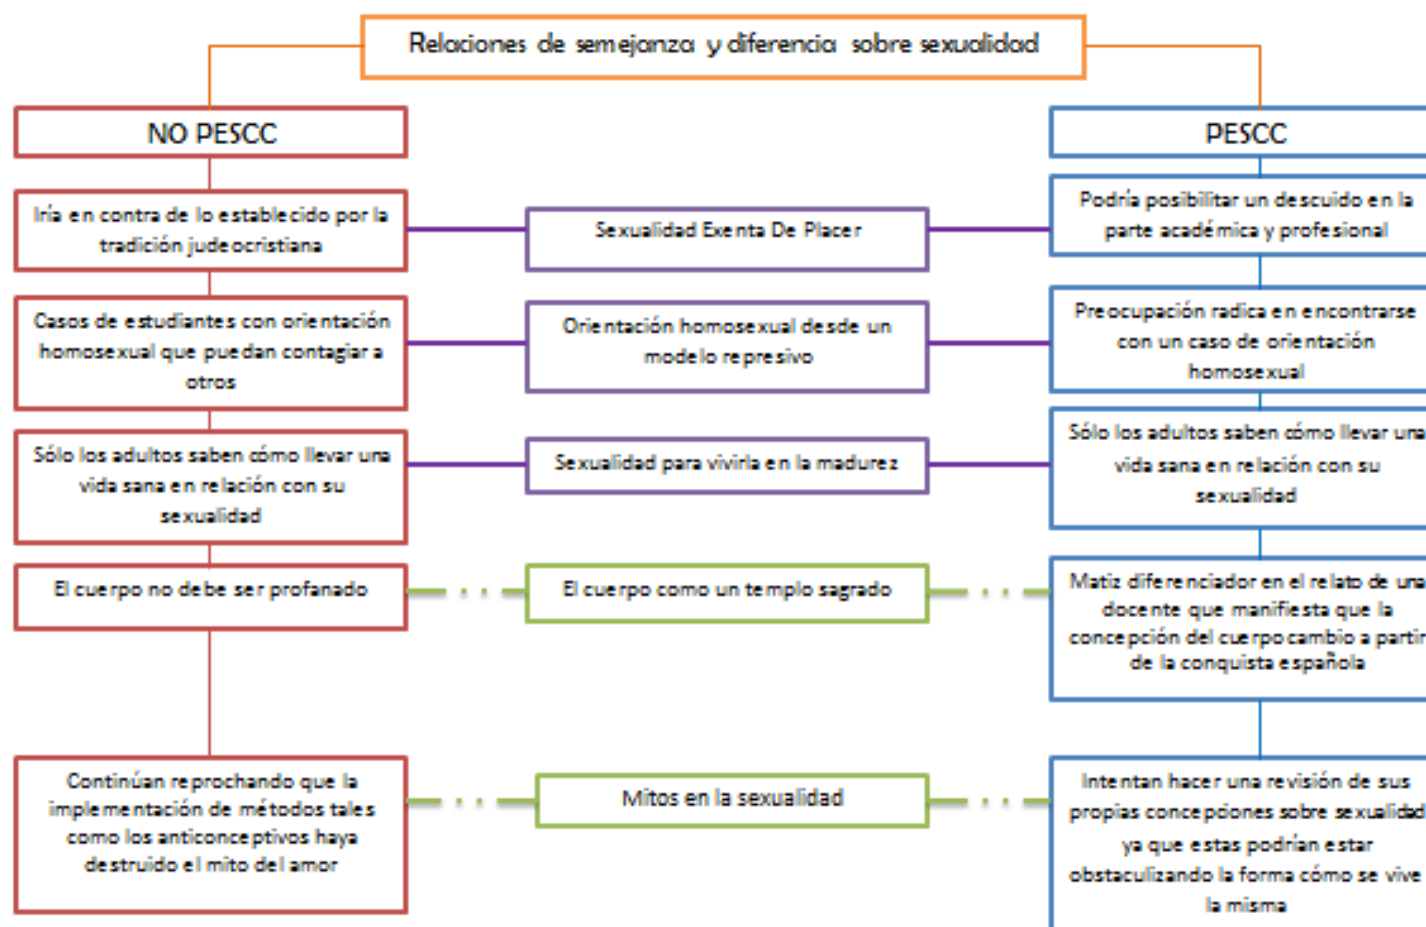 Relaciones de semejanza y diferencia sobre sexualidad
NO PESCC
PESCC
Iría en contra de lo establecido por la
tradición judeocristiana
Sexualidad Exenta De Placer
Podría posibilitar un descuido en la
parte académica y profesional
Casos de estudiantes con orientación
homosexual que puedan contagiar a
otros
Orientación homosexual desde un
modelo represivo
Preocupación radica en encontrarse
con un caso de orientación
homosexual
Sólo los adultos saben cómo llevar una
vida sana en relación con su
sexualidad
Sexualidad para vivirla en la madurez
Sólo los adultos saben cómo llevar una
vida sana en relación con su
sexualidad
El cuerpo no debe ser profanado
El cuerpo como un templo sagrado
Matiz diferenciador en el relato de una
docente que manifiesta que la
concepción del cuerpo cambio a partir
de la conquista española
Continúan reprochando que la
implementación de métodos tales
como los anticonceptivos haya
destruido el mito del amor
Mitos en la sexualidad
Intentan hacer una revisión de sus
propias concepciones sobre sexualidad
ya que estas podrían estar
obstaculizando la forma cómo se vive
la misma